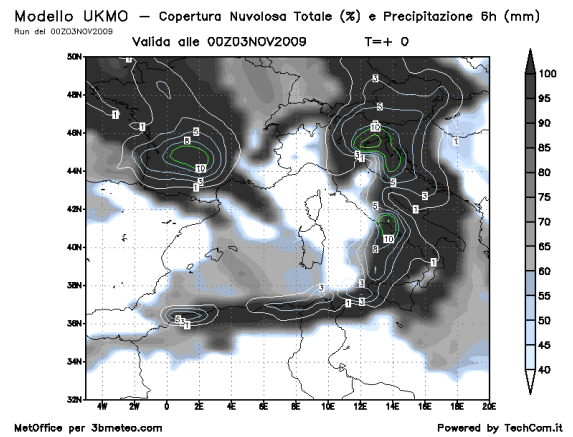 Modello UKMO — Copertura Nuvolosa Totale (%) e Precipitazione 6h (mm)
Run del 00Z03NOV2009
Valida alle 00Z03NOV2009 T=+ 0
50N
48N
46N
44N
42N
40N
38N
36N
34N
32N
4W 2W 0 2E 4E 6E 8E 10E 12E 14E 16E 18E 20E
100
95
90
85
80
75
70
65
60
55
50
45
40
MetOffice per 3bmeteo.com
Powered by TechCom.it